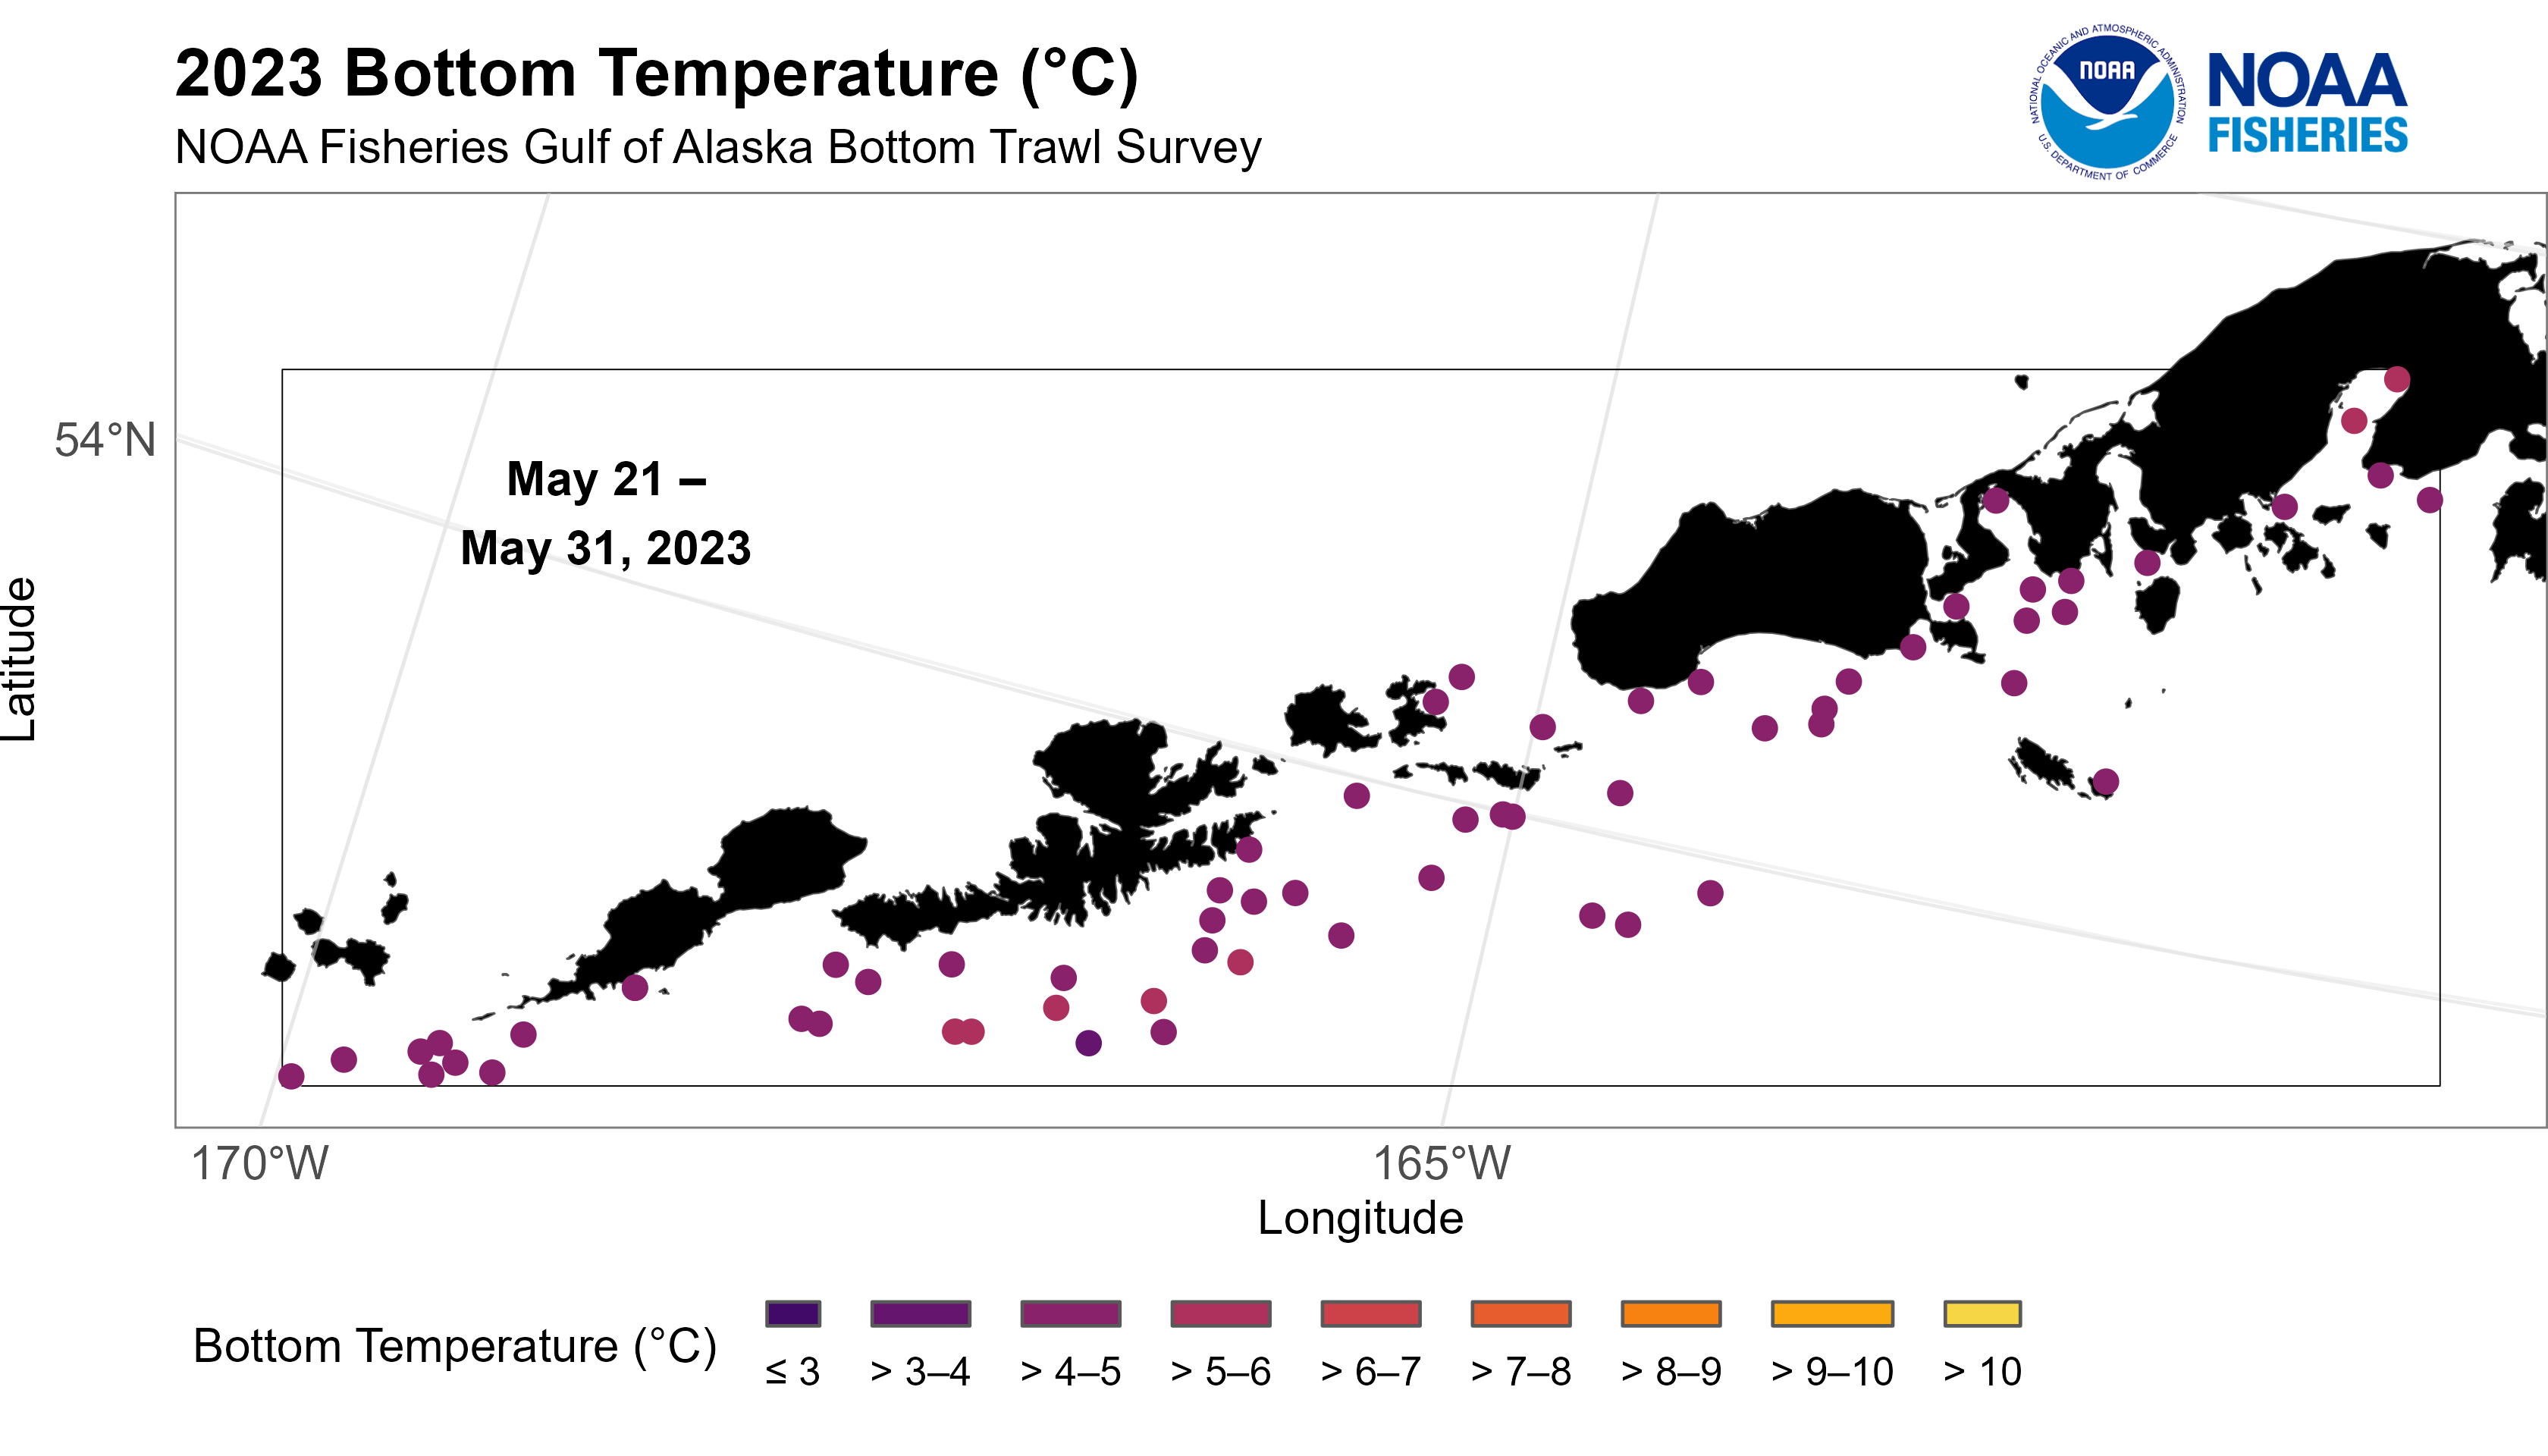 2023 Bottom Temperature (°C)
NOAA Fisheries Gulf of Alaska Bottom Trawl Survey
NATIONAL OCEANIC AND ATMOSPHERIC ADMINISTRATION
NOAA
U.S. DEPARTMENT OF COMMERCE
NOAA
FISHERIES
54°N
May 21 –
May 31, 2023
Latitude
170°W
165°W
Longitude
Bottom Temperature (°C)
≤ 3
> 3–4
> 4–5
> 5–6
> 6–7
> 7–8
> 8–9
> 9–10
> 10